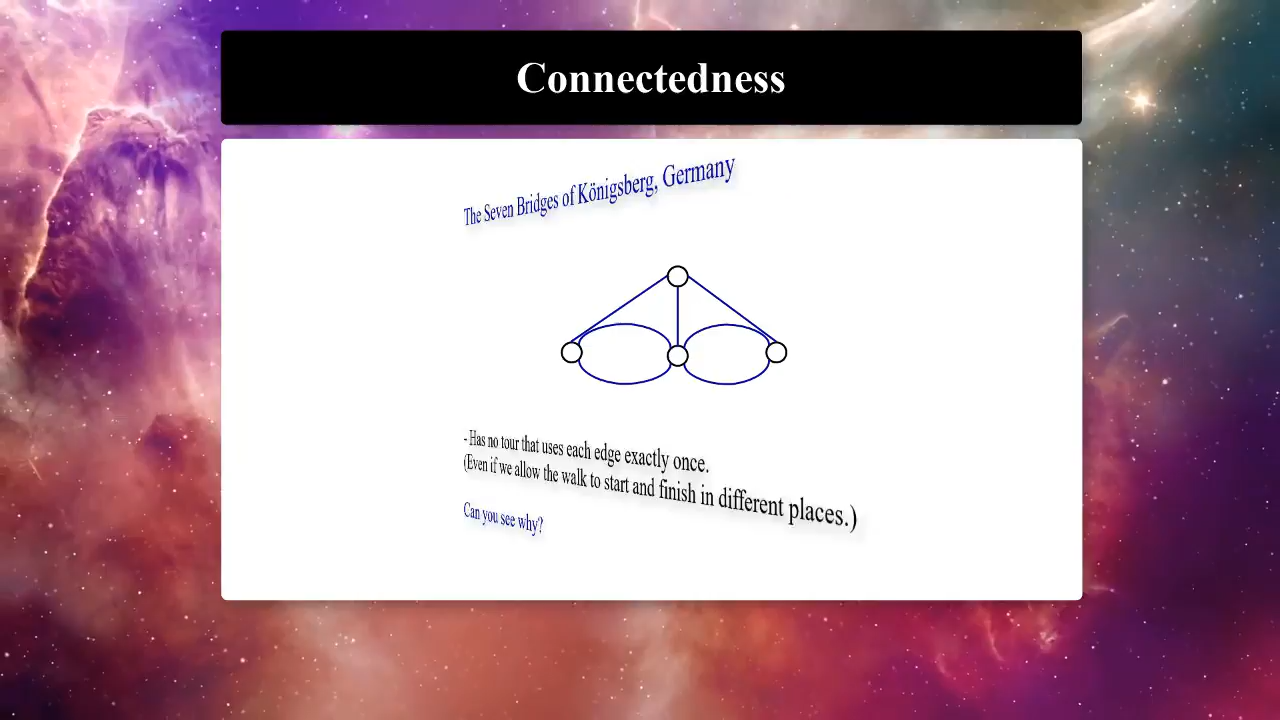 Connectedness
The Seven Bridges of Königsberg, Germany
- Has no tour that uses each edge exactly once.
(Even if we allow the walk to start and finish in different places.)
Can you see why?